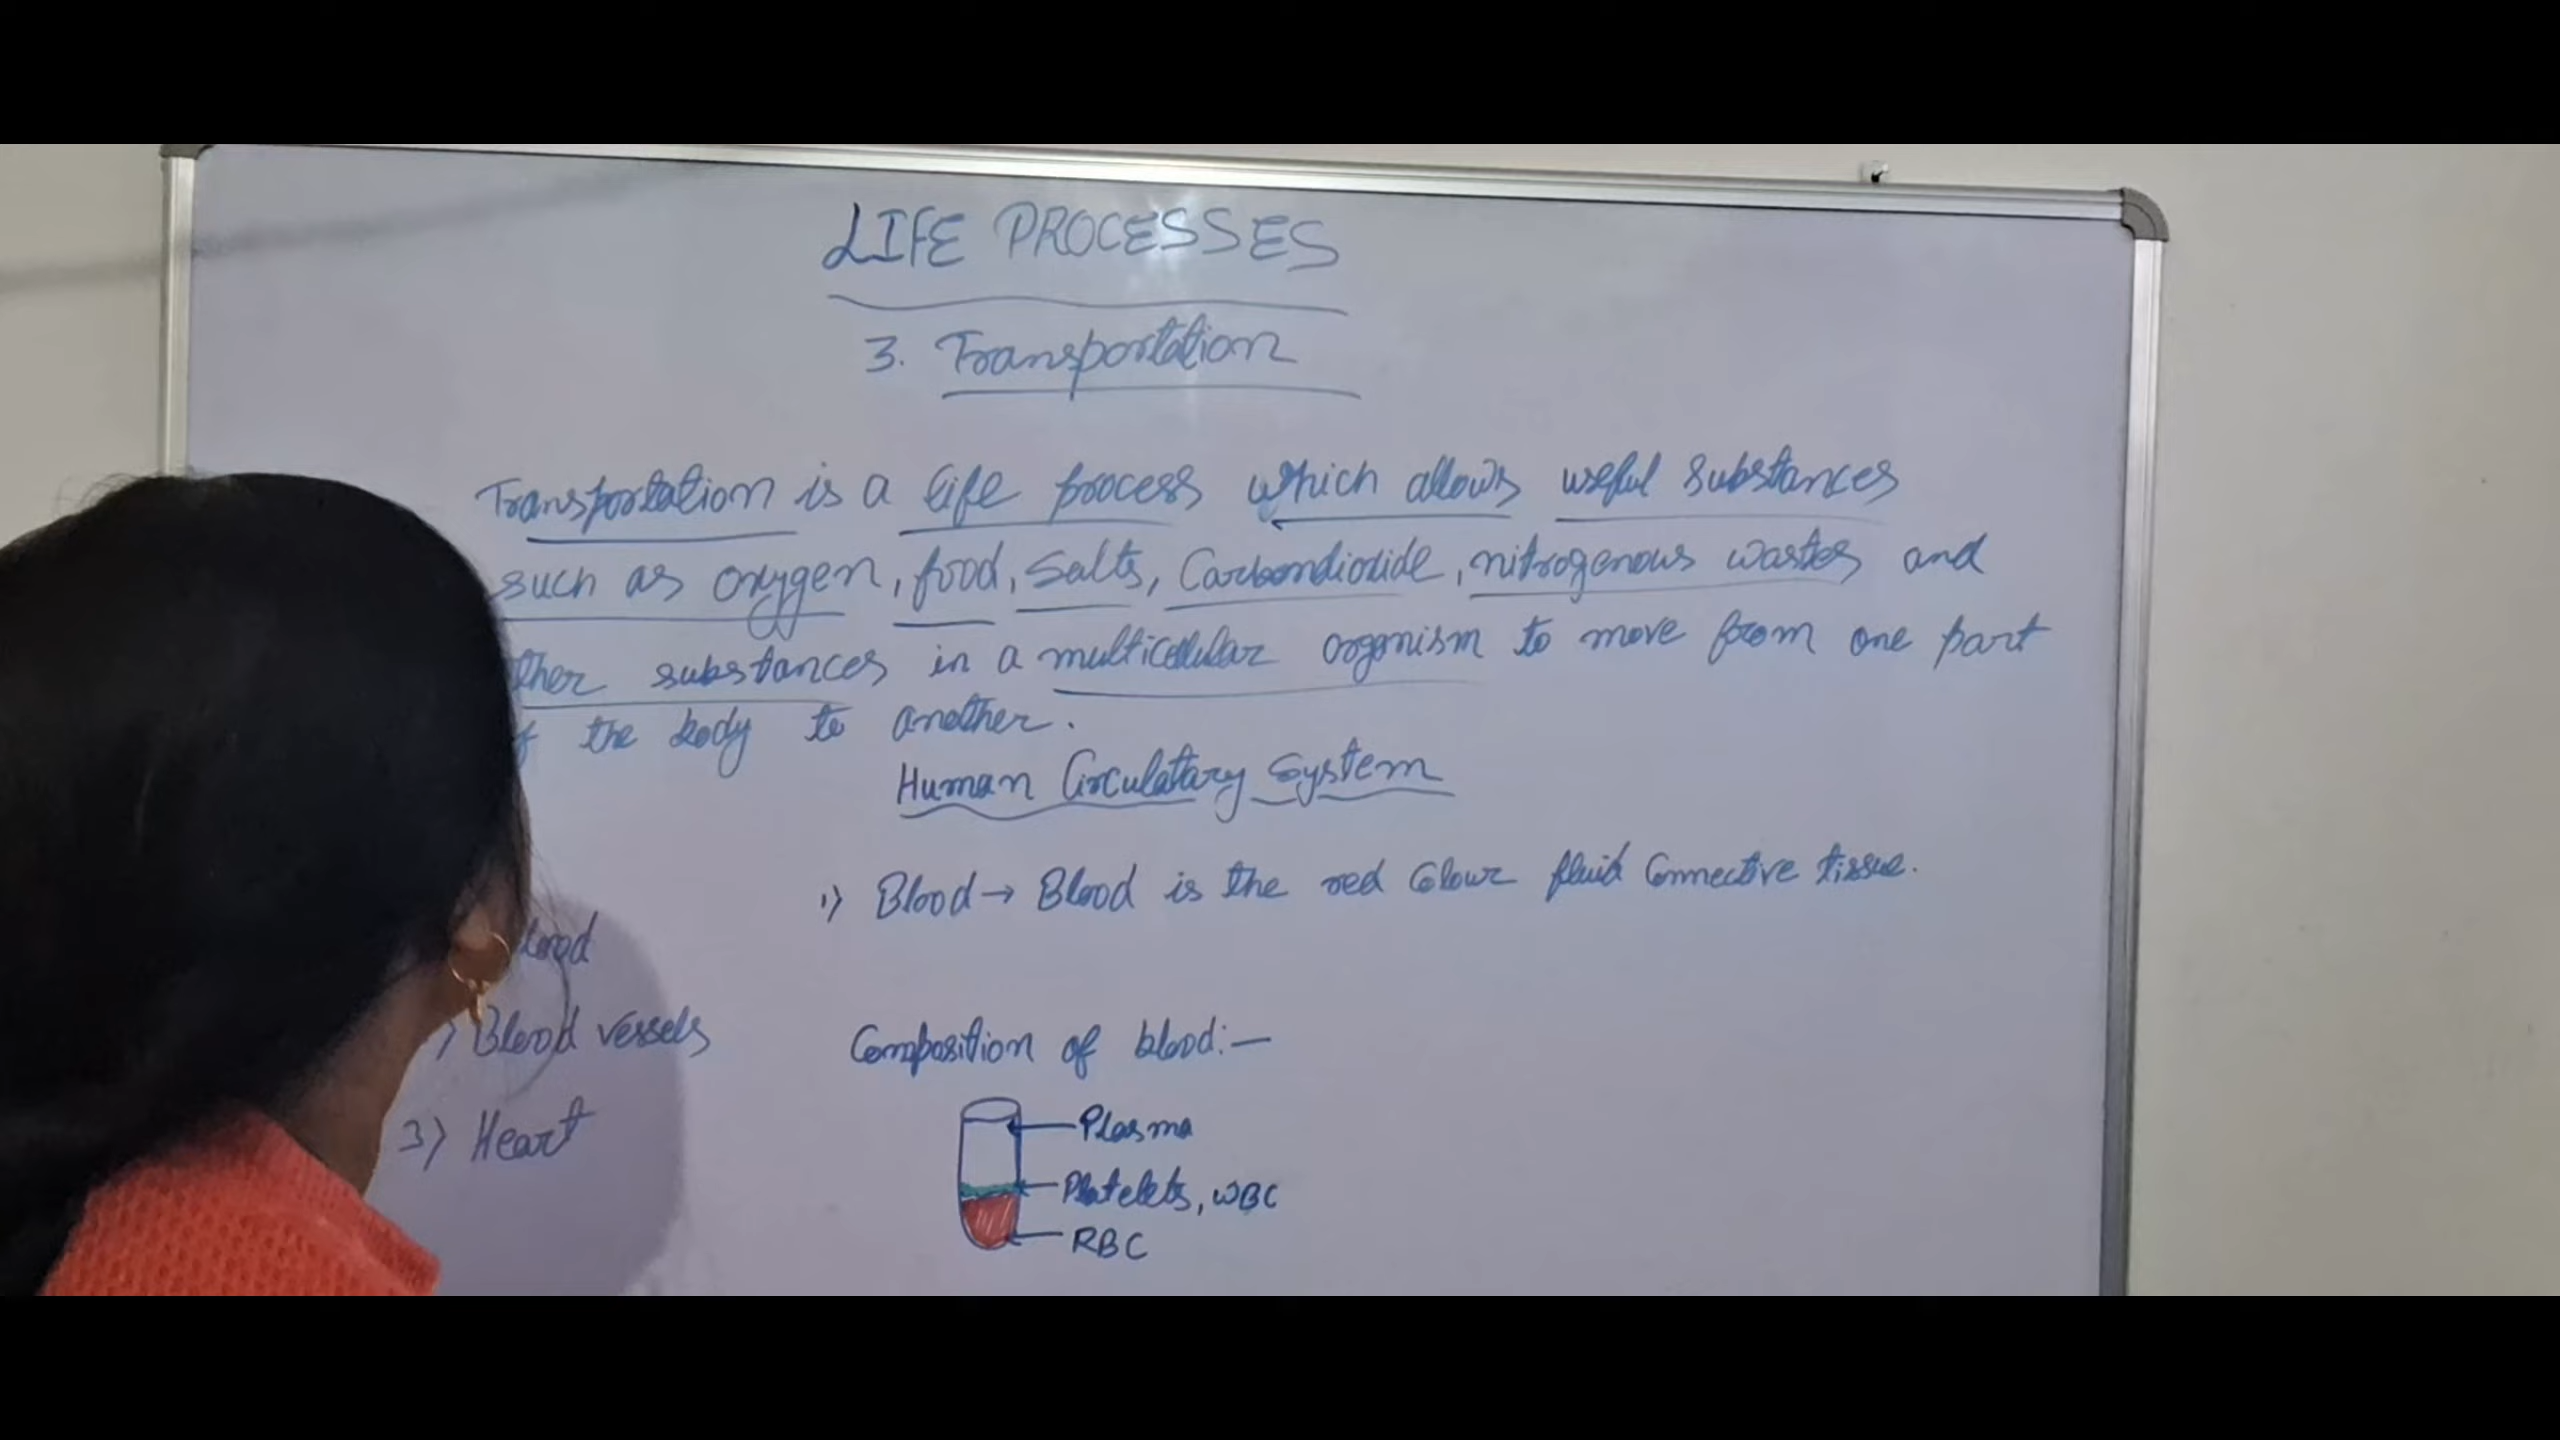 LIFE PROCESSES
3. Transportation
Transportation is a life process which allows useful substances
such as oxygen, food, salts, Carbondioxide, nitrogenous wastes and
ther substances in a multicellular organism to move from one part
f the body to another.
Human Circulatary System
1) Blood → Blood is the red Colour fluid Connective tissue.
lood
) Blood vessels
3) Heart
Composition of blood:—
Plasma
Platelets, WBC
RBC